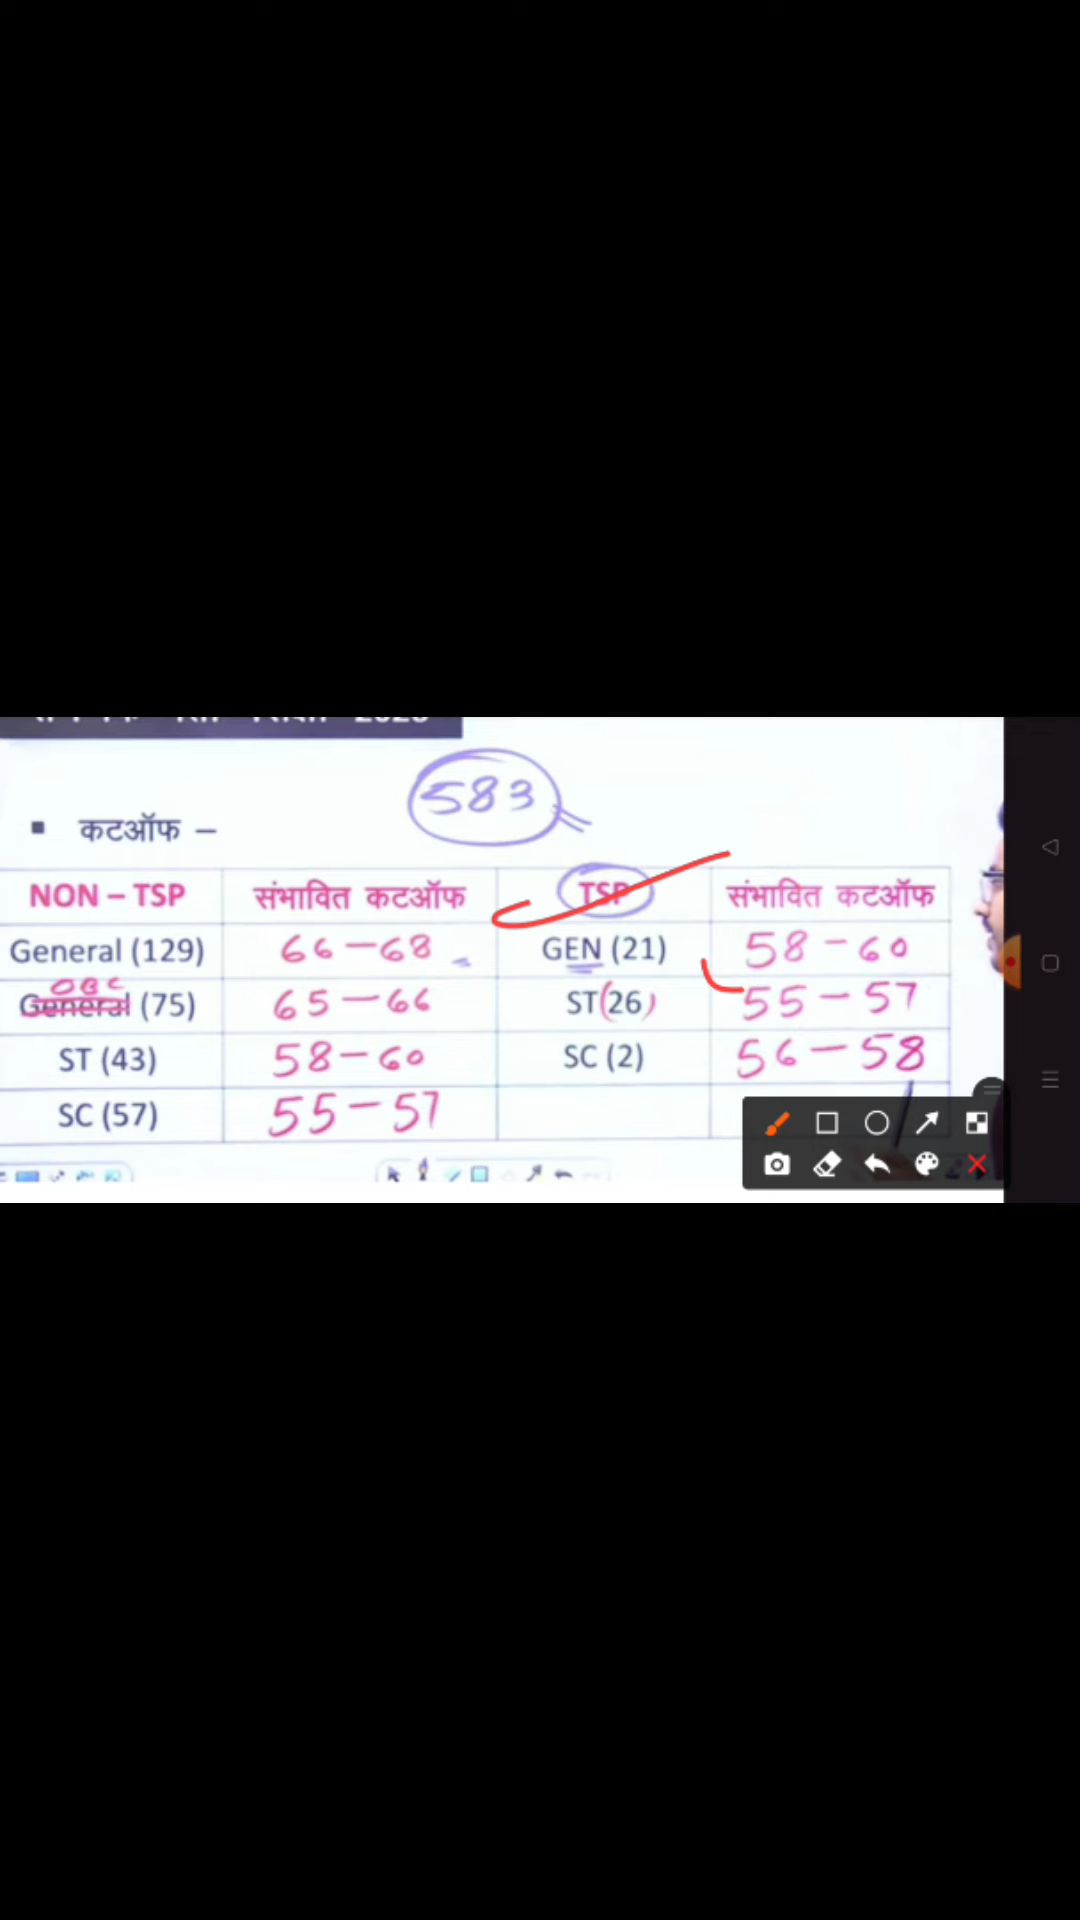 583
▪ कटऑफ –
NON – TSP संभावित कटऑफ TSP संभावित कटऑफ
General (129) 66 – 68 GEN (21) 58 – 60
OBC
General (75) 65 – 66 ST (26) 55 – 57
ST (43) 58 – 60 SC (2) 56 – 58
SC (57) 55 – 57